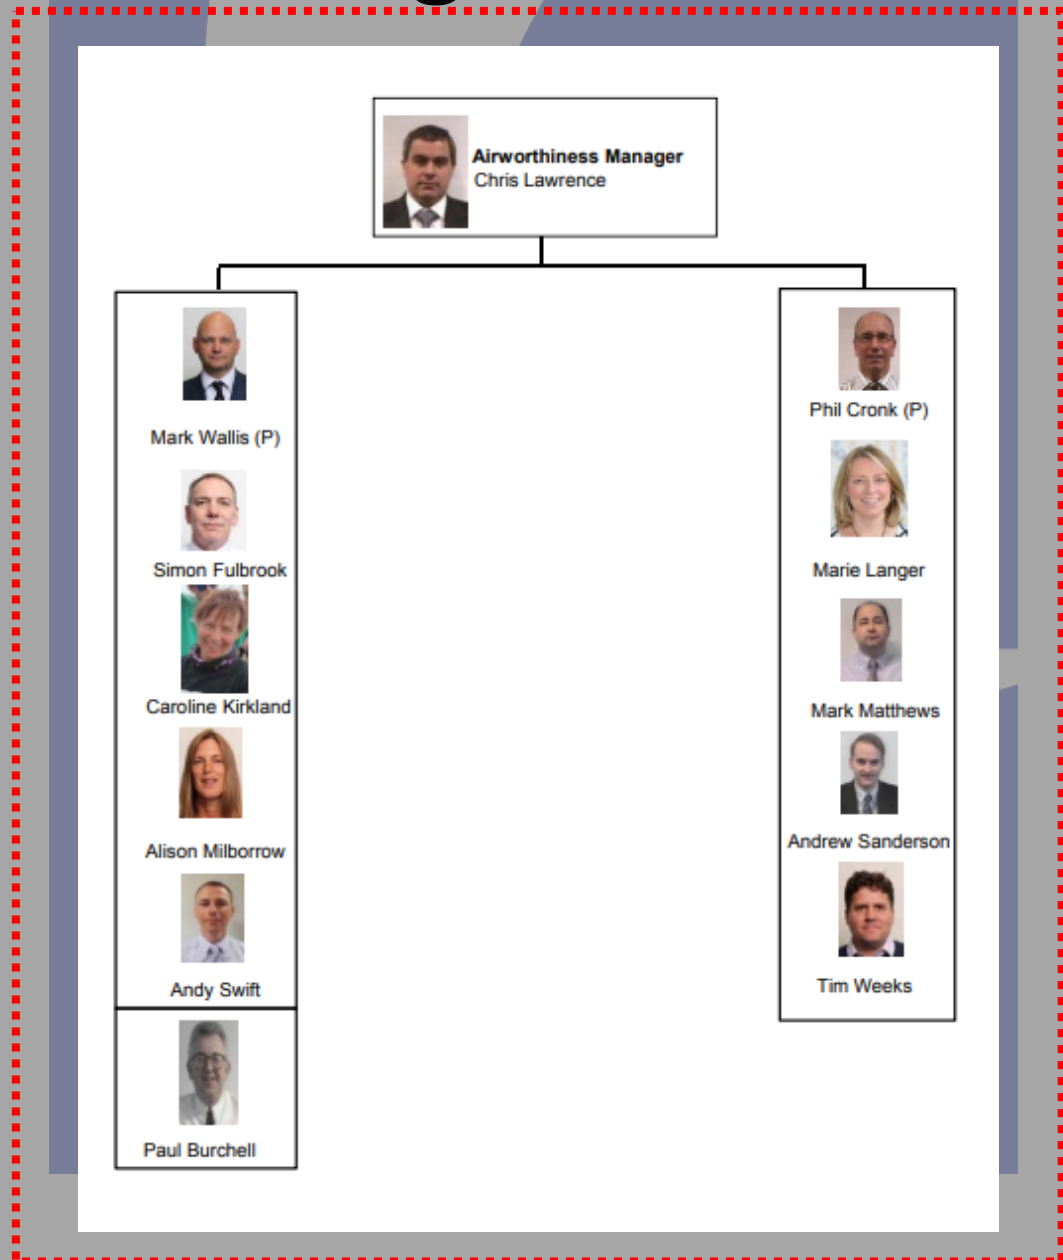 Airworthiness Manager
Chris Lawrence
Mark Wallis (P)
Simon Fulbrook
Caroline Kirkland
Alison Milborrow
Andy Swift
Paul Burchell
Phil Cronk (P)
Marie Langer
Mark Matthews
Andrew Sanderson
Tim Weeks